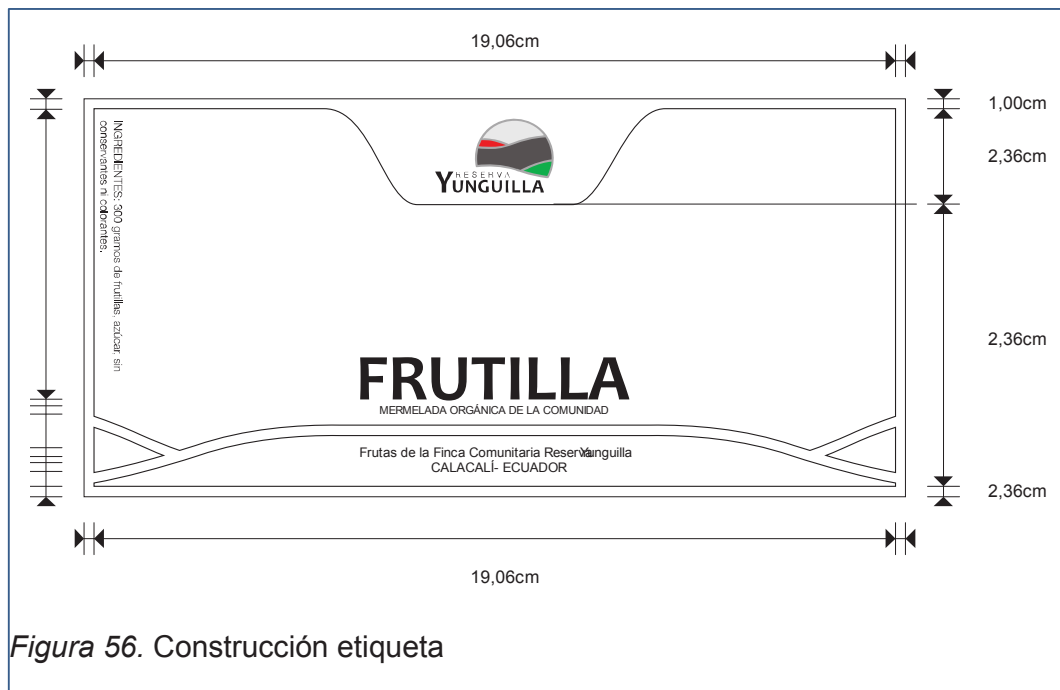 19,06cm
1,00cm
2,36cm
INGREDIENTES: 300 gramos de frutillas, azúcar, sin
conservantes ni colorantes.
RESERVA
YUNGUILLA
2,36cm
FRUTILLA
MERMELADA ORGÁNICA DE LA COMUNIDAD
Frutas de la Finca Comunitaria Reserva Yunguilla
CALACALÍ- ECUADOR
2,36cm
19,06cm
Figura 56. Construcción etiqueta